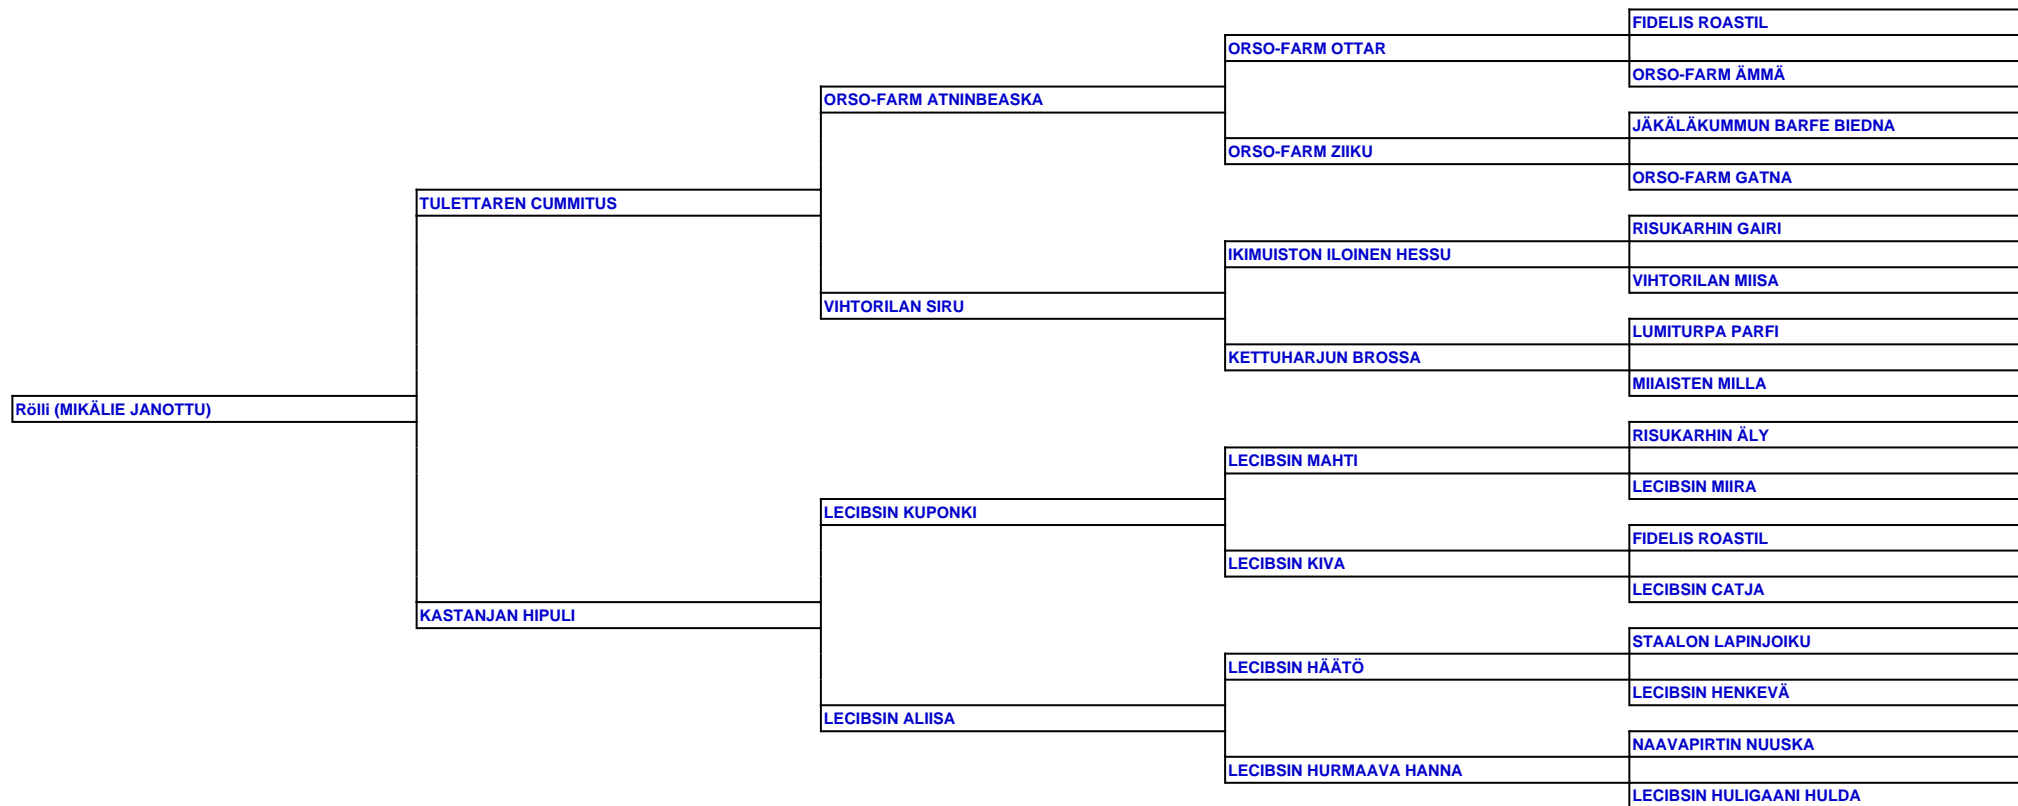 FIDELIS ROASTIL
ORSO-FARM OTTAR
ORSO-FARM ÄMMÄ
ORSO-FARM ATNINBEASKA
JÄKÄLÄKUMMUN BARFE BIEDNA
ORSO-FARM ZIIKU
ORSO-FARM GATNA
TULETTAREN CUMMITUS
RISUKARHIN GAIRI
IKIMUISTON ILOINEN HESSU
VIHTORILAN MIISA
VIHTORILAN SIRU
LUMITURPA PARFI
KETTUHARJUN BROSSA
MIIAISTEN MILLA
Rölli (MIKÄLIE JANOTTU)
RISUKARHIN ÄLY
LECIBSIN MAHTI
LECIBSIN MIIRA
LECIBSIN KUPONKI
FIDELIS ROASTIL
LECIBSIN KIVA
LECIBSIN CATJA
KASTANJAN HIPULI
STAALON LAPINJOIKU
LECIBSIN HÄÄTÖ
LECIBSIN HENKEVÄ
LECIBSIN ALIISA
NAAVAPIRTIN NUUSKA
LECIBSIN HURMAAVA HANNA
LECIBSIN HULIGAANI HULDA